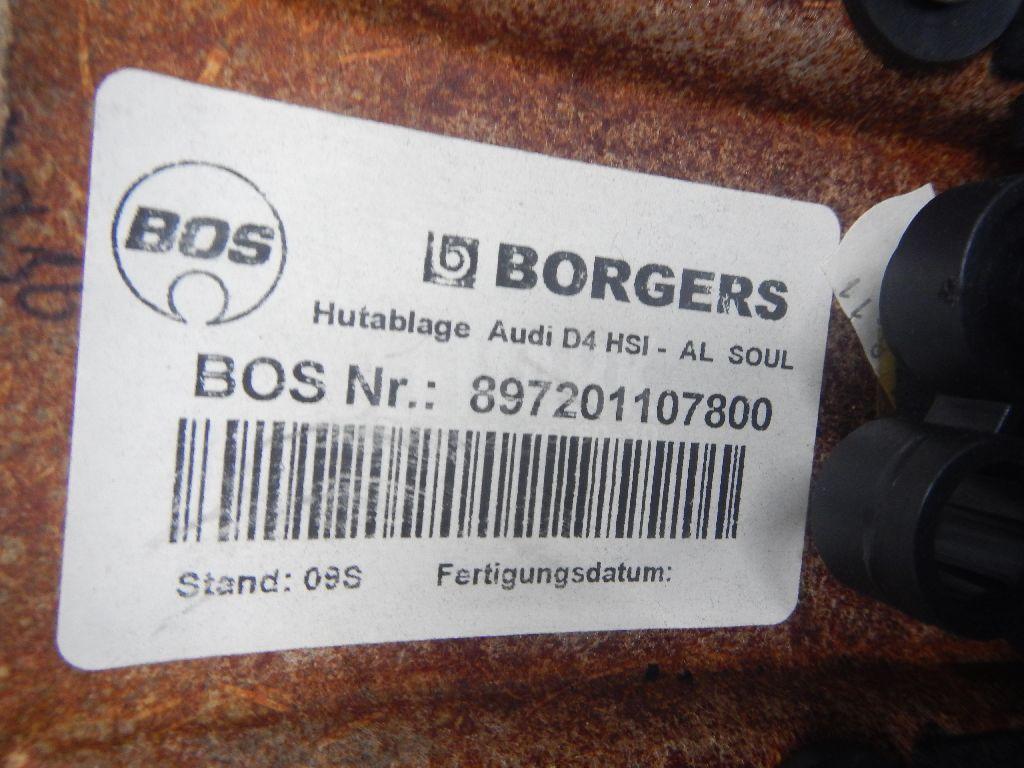 BOS
BORGERS
Hutablage Audi D4 HSI - AL SOUL
BOS Nr.: 897201107800
Stand: 09S
Fertigungsdatum: